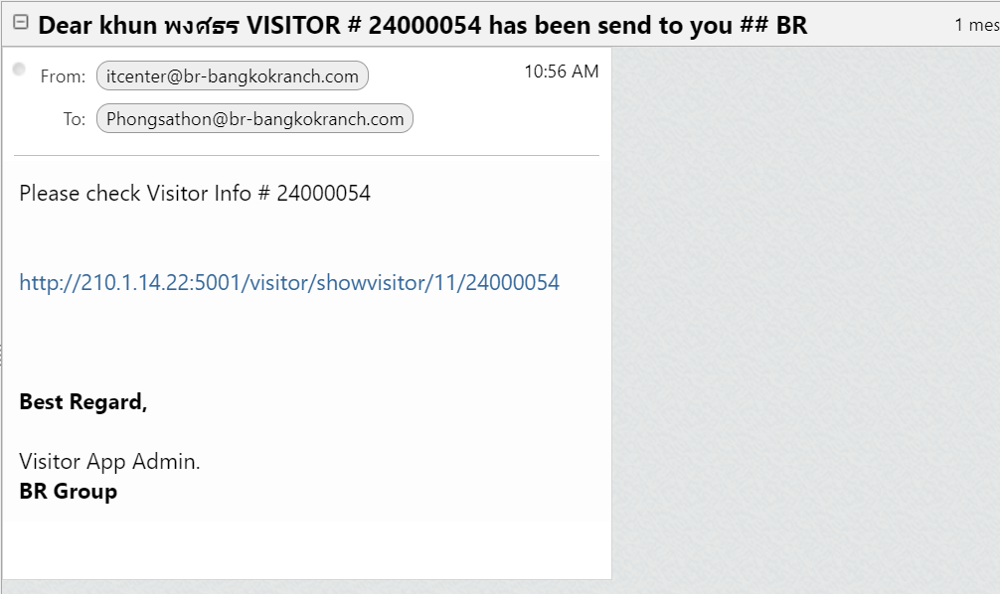 Dear khun พงศธร VISITOR # 24000054 has been send to you ## BR
1 mes
From: itcenter@br-bangkokranch.com
10:56 AM
To: Phongsathon@br-bangkokranch.com
Please check Visitor Info # 24000054
http://210.1.14.22:5001/visitor/showvisitor/11/24000054
Best Regard,
Visitor App Admin.
BR Group